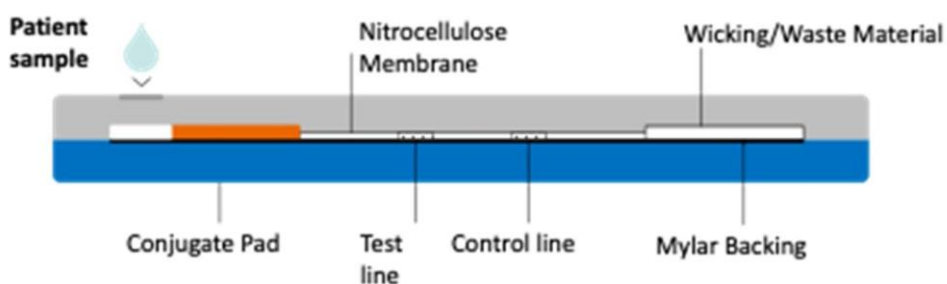 Patient
sample
Nitrocellulose
Membrane
Wicking/Waste Material
Conjugate Pad
Test
line
Control line
Mylar Backing